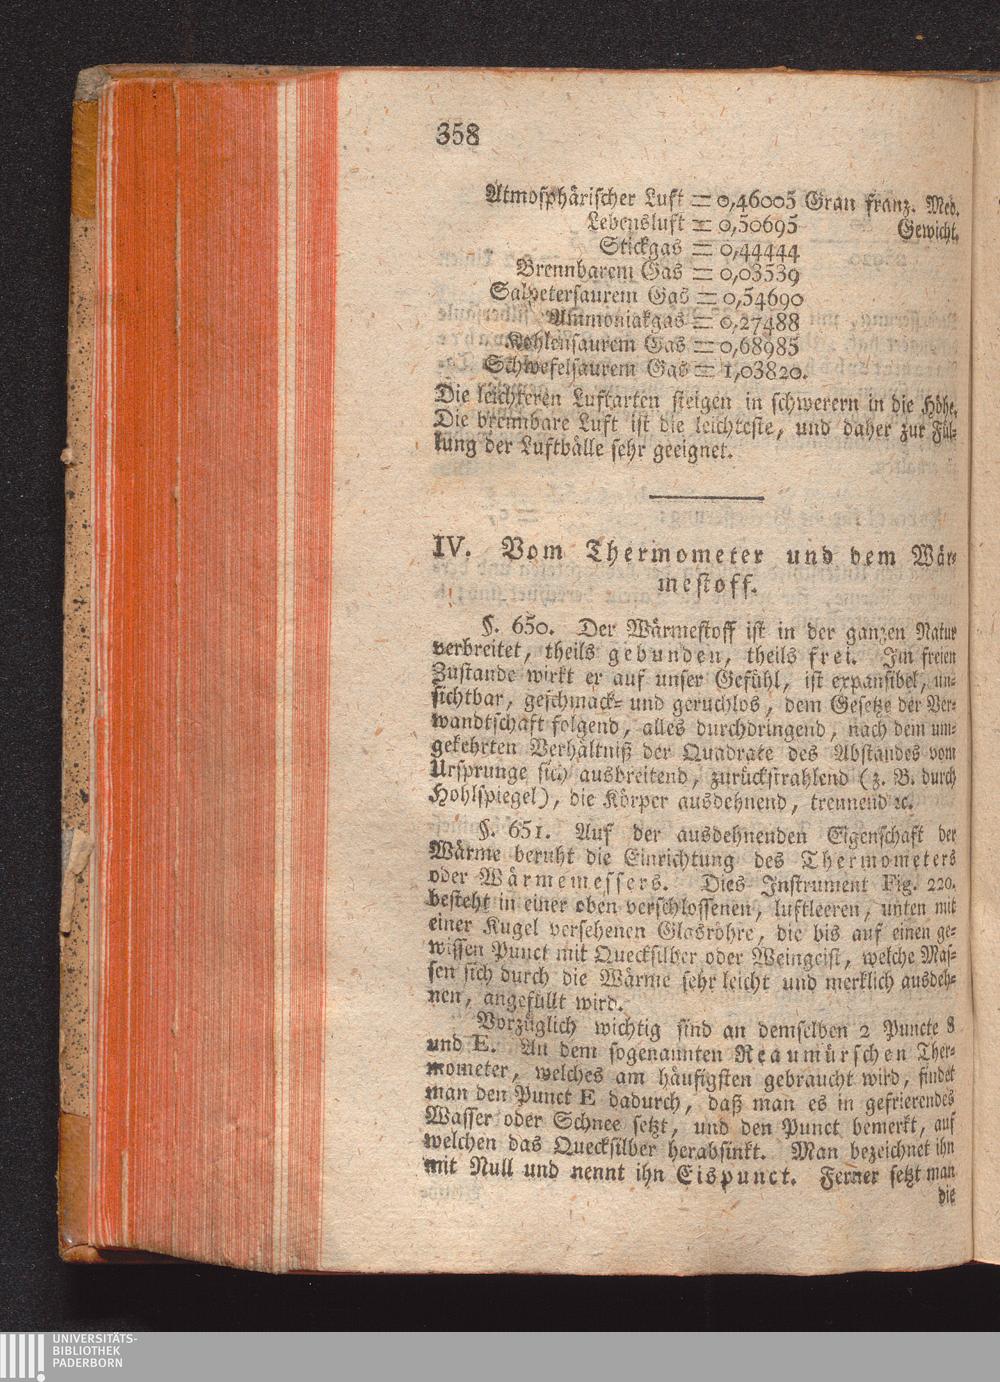 358
Atmosphärischer Luft = 0,46005 Gran franz. Med.
Lebensluft = 0,50695 Gewicht.
Stickgas = 0,44444
Brennbarem Gas = 0,03539
Salpetersaurem Gas = 0,54690
Ammoniakgas = 0,27488
Kohlensaurem Gas = 0,68985
Schwefelsaurem Gas = 1,03820.
Die leichteren Luftarten steigen in schwerern in die Höhe.
Die brennbare Luft ist die leichteste, und daher zur Fül-
lung der Luftbälle sehr geeignet.
IV. Vom Thermometer und dem Wär-
mestoff.
§. 650. Der Wärmestoff ist in der ganzen Natur
verbreitet, theils gebunden, theils frei. Im freien
Zustande wirkt er auf unser Gefühl, ist expansibel, un-
sichtbar, geschmack- und geruchlos, dem Gesetze der Ver-
wandtschaft folgend, alles durchdringend, nach dem um-
gekehrten Verhältniß der Quadrate des Abstandes vom
Ursprunge sich ausbreitend, zurückstrahlend (z. B. durch
Hohlspiegel), die Körper ausdehnend, trennend ꝛc.
§. 651. Auf der ausdehnenden Eigenschaft der
Wärme beruht die Einrichtung des Thermometers
oder Wärmemessers. Dies Instrument Fig. 220.
besteht in einer oben verschlossenen, luftleeren, unten mit
einer Kugel versehenen Glasröhre, die bis auf einen ge-
wissen Punct mit Quecksilber oder Weingeist, welche Mas-
sen sich durch die Wärme sehr leicht und merklich ausdeh-
nen, angefüllt wird.
Vorzüglich wichtig sind an demselben 2 Puncte S
und E. An dem sogenannten Reaumürschen Ther-
mometer, welches am häufigsten gebraucht wird, findet
man den Punct E dadurch, daß man es in gefrierendes
Wasser oder Schnee setzt, und den Punct bemerkt, auf
welchen das Quecksilber herabsinkt. Man bezeichnet ihn
mit Null und nennt ihn Eispunct. Ferner setzt man
die
UNIVERSITÄTS-
BIBLIOTHEK
PADERBORN